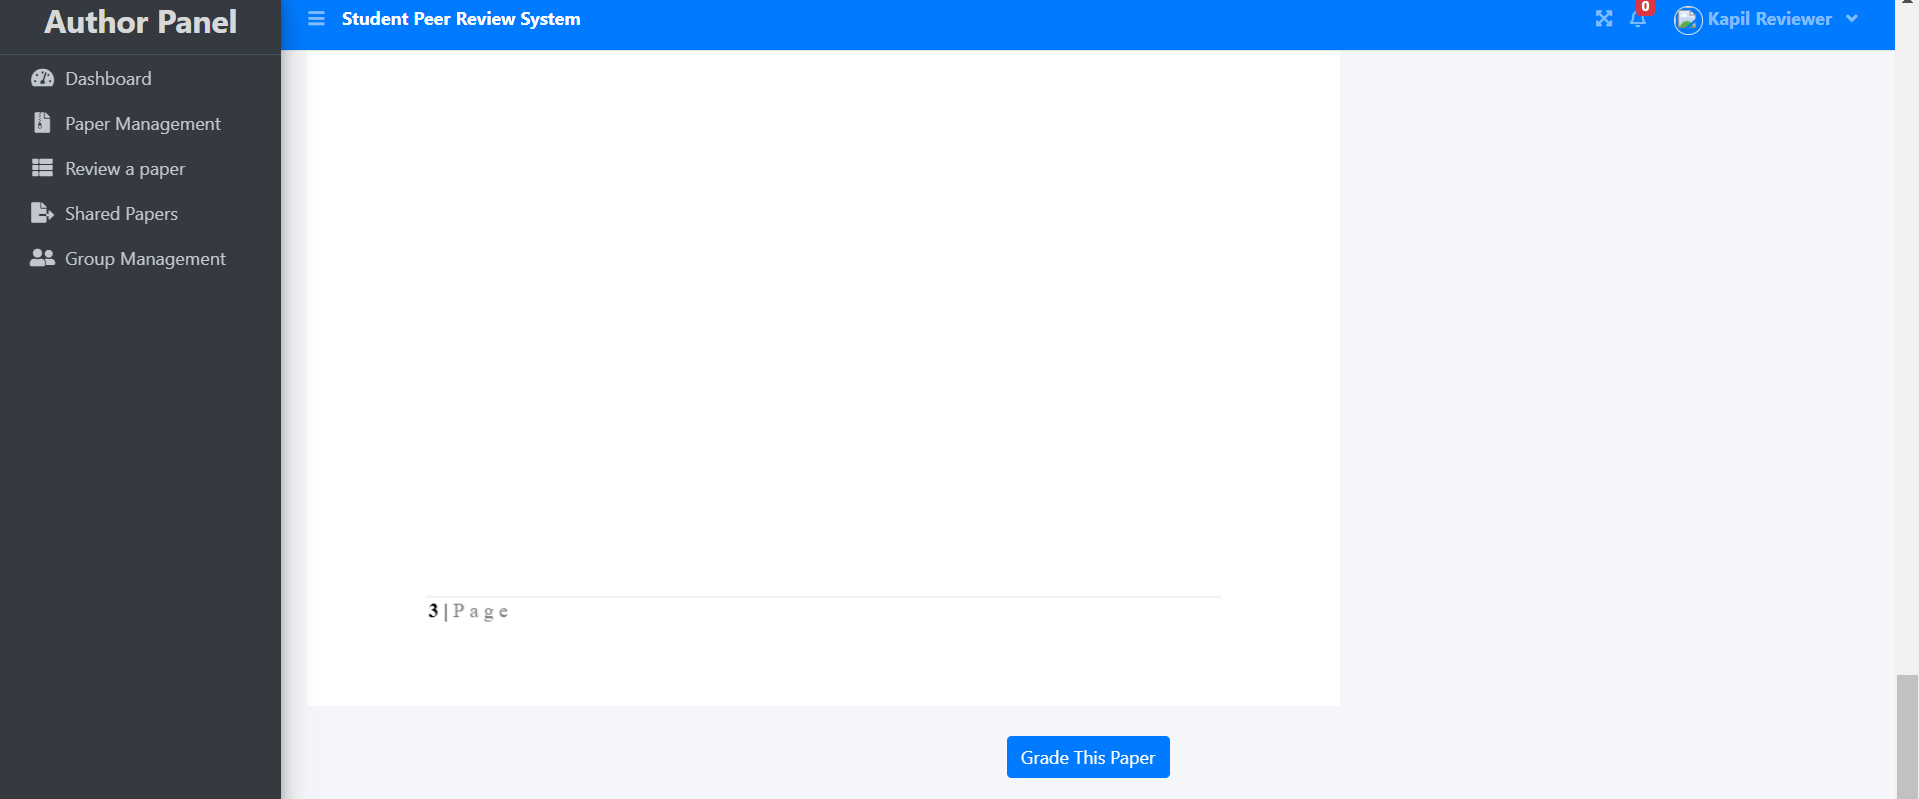 Author Panel
Student Peer Review System
0
Kapil Reviewer
Dashboard
Paper Management
Review a paper
Shared Papers
Group Management
3 | P a g e
Grade This Paper